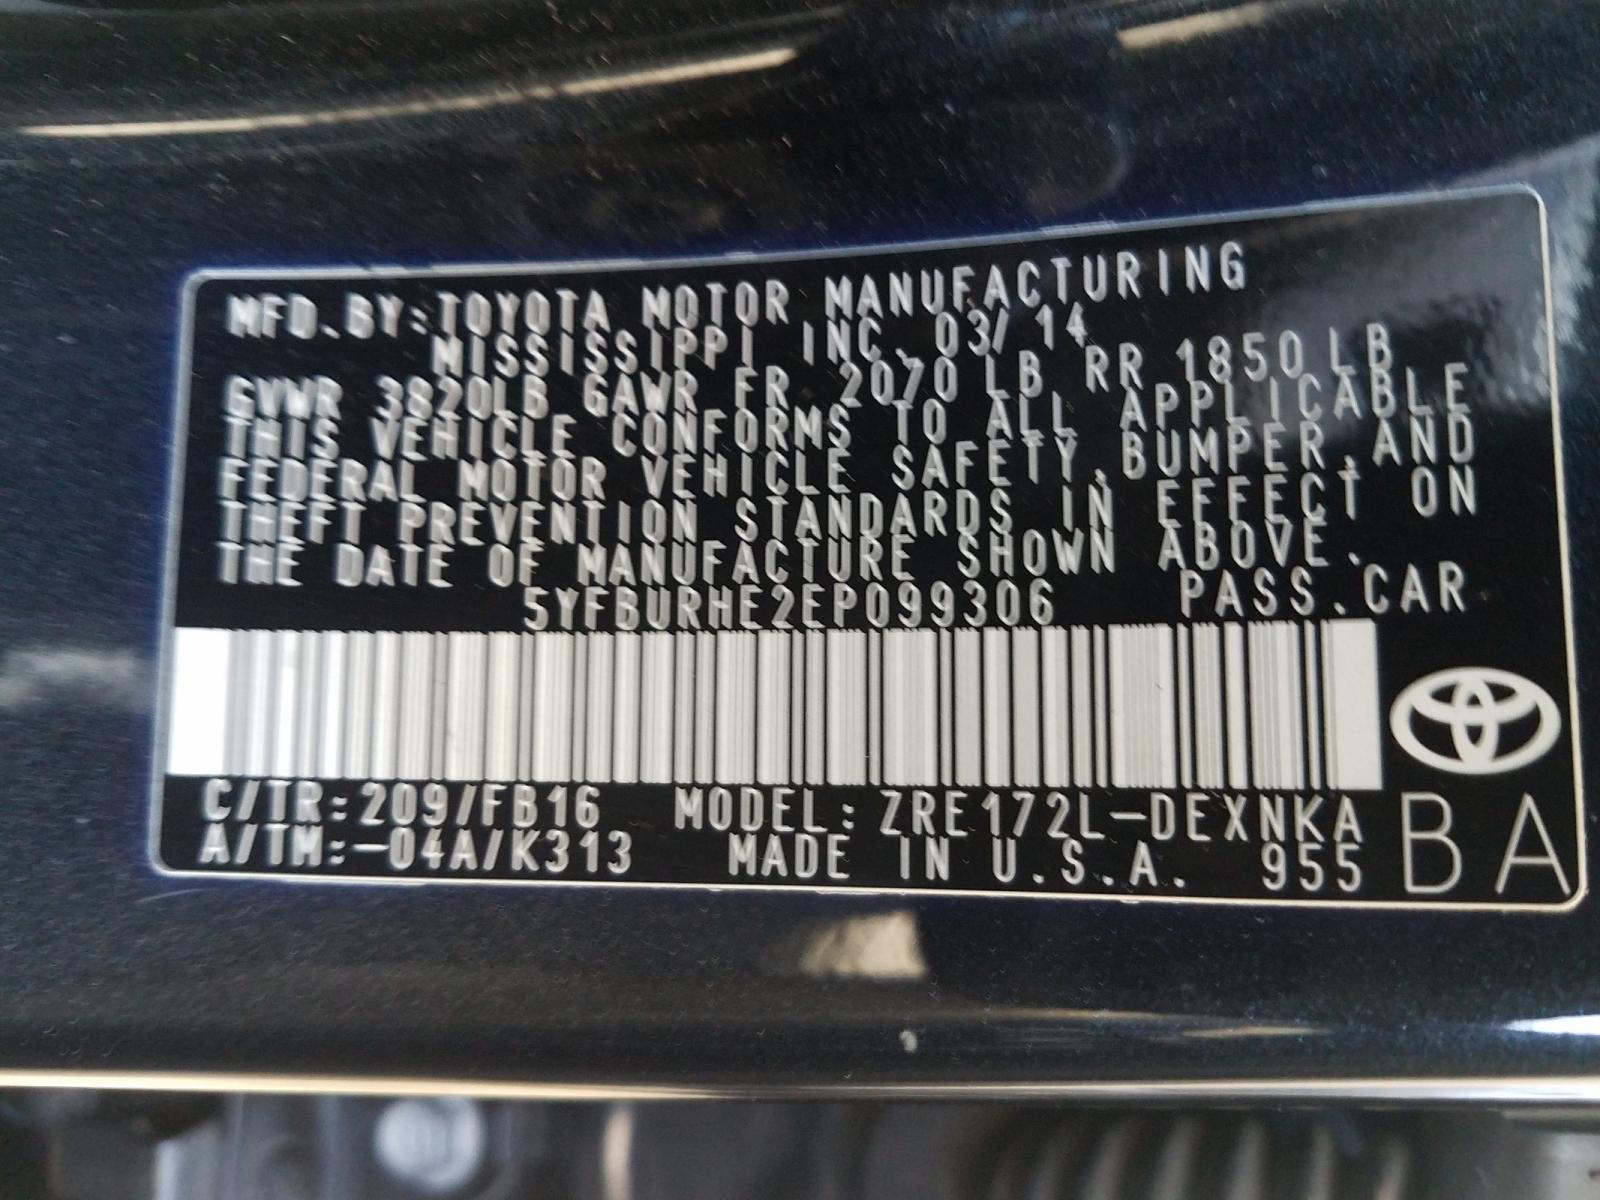 MFD.BY:TOYOTA MOTOR MANUFACTURING
MISSISSIPPI INC. 03/14
GVWR 3820LB GAWR FR 2070 LB RR 1850 LB
THIS VEHICLE CONFORMS TO ALL APPLICABLE
FEDERAL MOTOR VEHICLE SAFETY,BUMPER,AND
THEFT PREVENTION STANDARDS IN EFFECT ON
THE DATE OF MANUFACTURE SHOWN ABOVE.
5YFBURHE2EP099306 PASS.CAR
C/TR:209/FB16 MODEL:ZRE172L-DEXNKA
A/TM:-04A/K313 MADE IN U.S.A. 955
BA